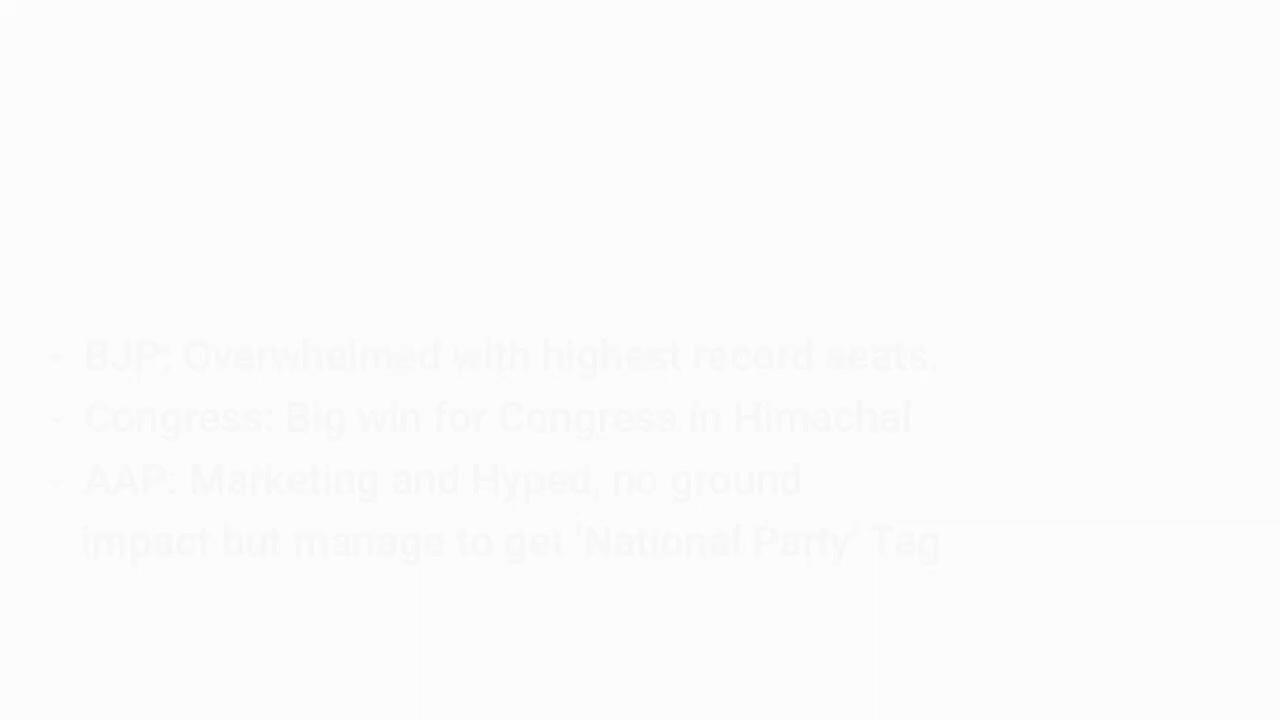 - BJP: Overwhelmed with highest record seats.
- Congress: Big win for Congress in Himachal
- AAP: Marketing and Hyped, no ground
impact but manage to get 'National Party' Tag